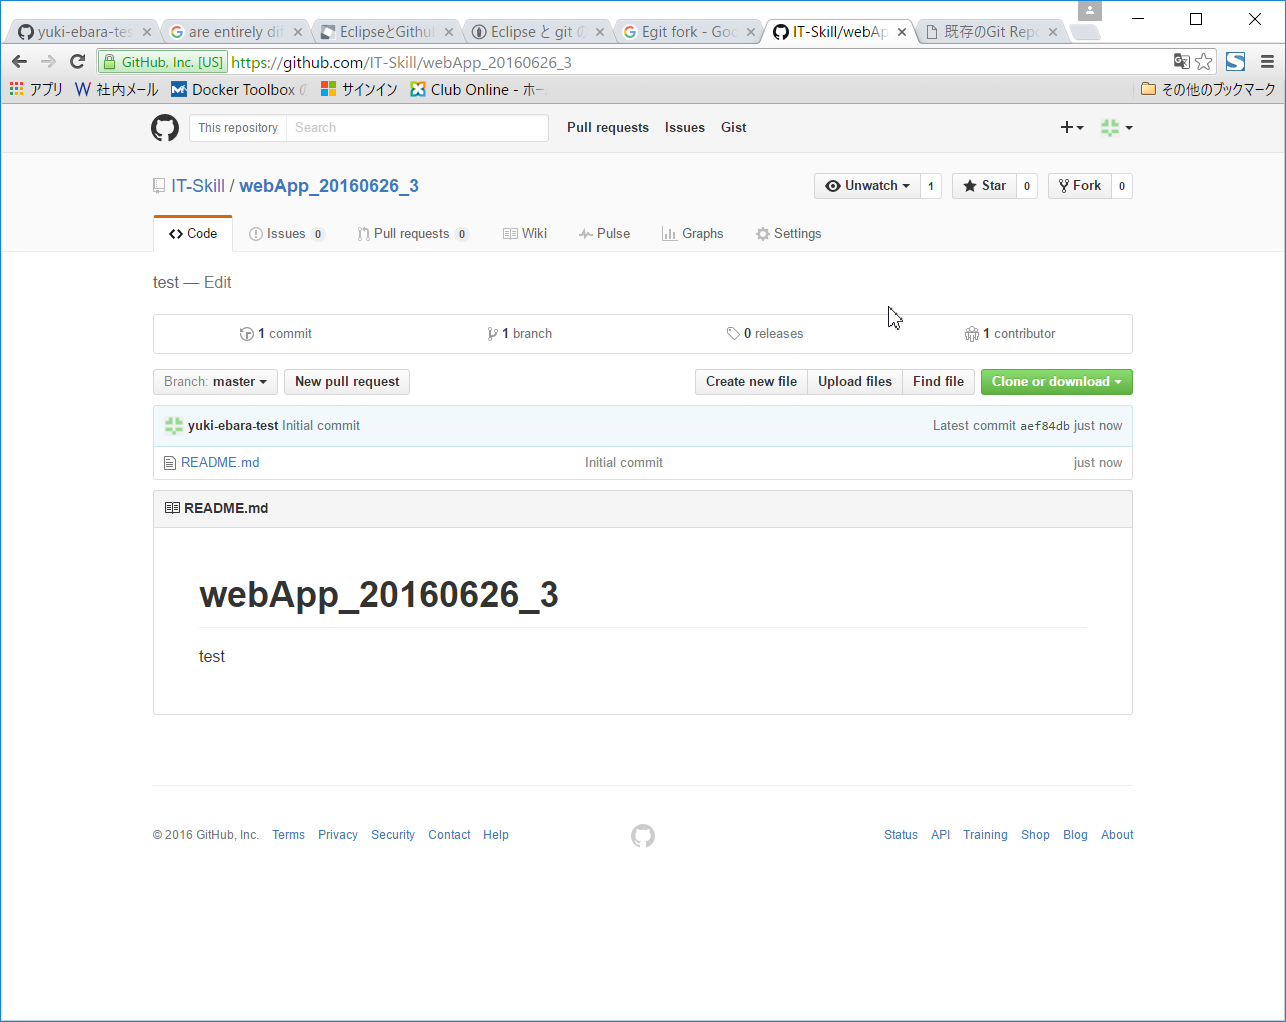 yuki-ebara-tes
are entirely dif
EclipseとGithub
Eclipse と git の
Egit fork - Goo
IT-Skill/webAp
既存のGit Repo
GitHub, Inc. [US] https://github.com/IT-Skill/webApp_20160626_3
アプリ 社内メール Docker Toolbox の サインイン Club Online - ホー その他のブックマーク
This repository Search Pull requests Issues Gist
IT-Skill / webApp_20160626_3
Unwatch 1 Star 0 Fork 0
Code Issues 0 Pull requests 0 Wiki Pulse Graphs Settings
test — Edit
1 commit 1 branch 0 releases 1 contributor
Branch: master New pull request Create new file Upload files Find file Clone or download
yuki-ebara-test Initial commit Latest commit aef84db just now
README.md Initial commit just now
README.md
webApp_20160626_3
test
© 2016 GitHub, Inc. Terms Privacy Security Contact Help Status API Training Shop Blog About